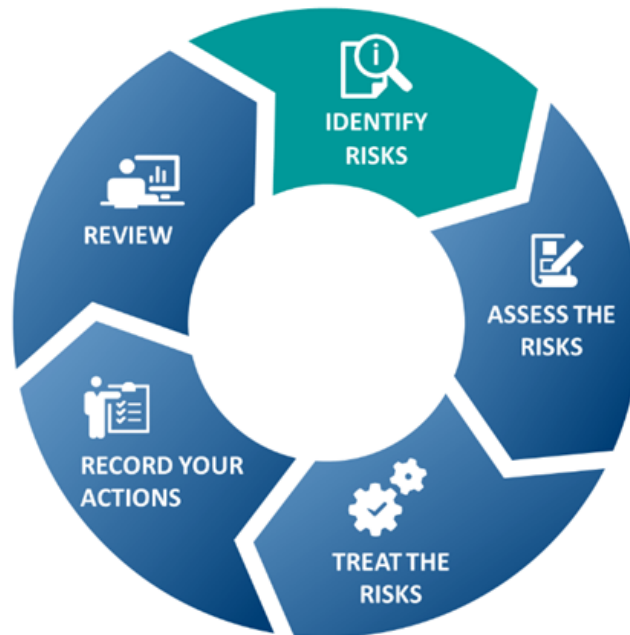 IDENTIFY
RISKS
ASSESS THE
RISKS
TREAT THE
RISKS
RECORD YOUR
ACTIONS
REVIEW